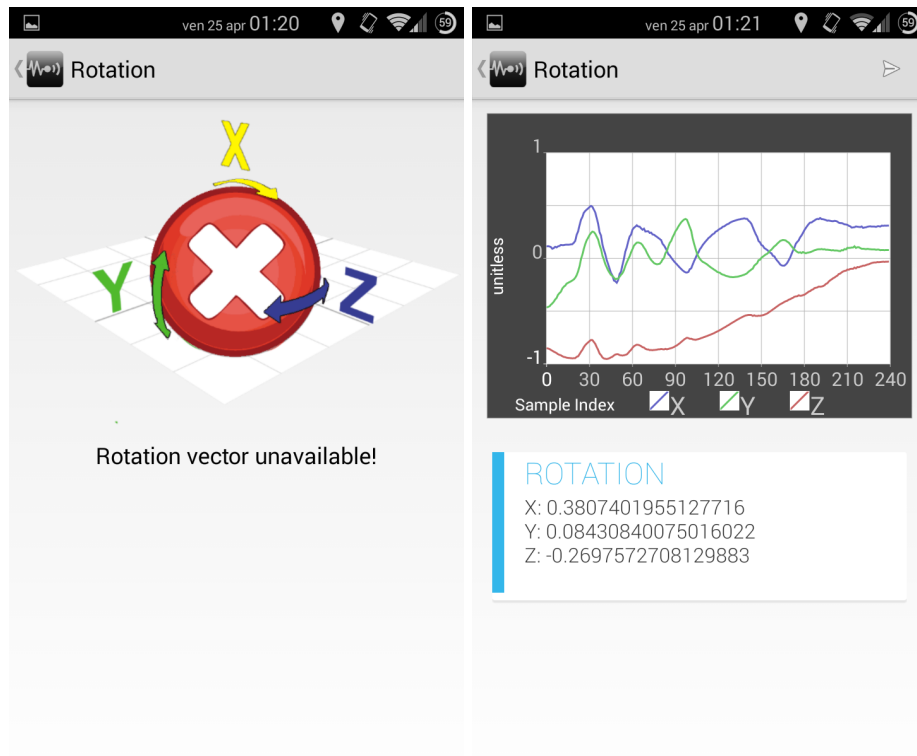 ven 25 apr 01:20 59
Rotation
X
Y
Z
Rotation vector unavailable!
ven 25 apr 01:21 59
Rotation
1
0
-1
unitless
0 30 60 90 120 150 180 210 240
Sample Index X Y Z
ROTATION
X: 0.3807401955127716
Y: 0.08430840075016022
Z: -0.2697572708129883